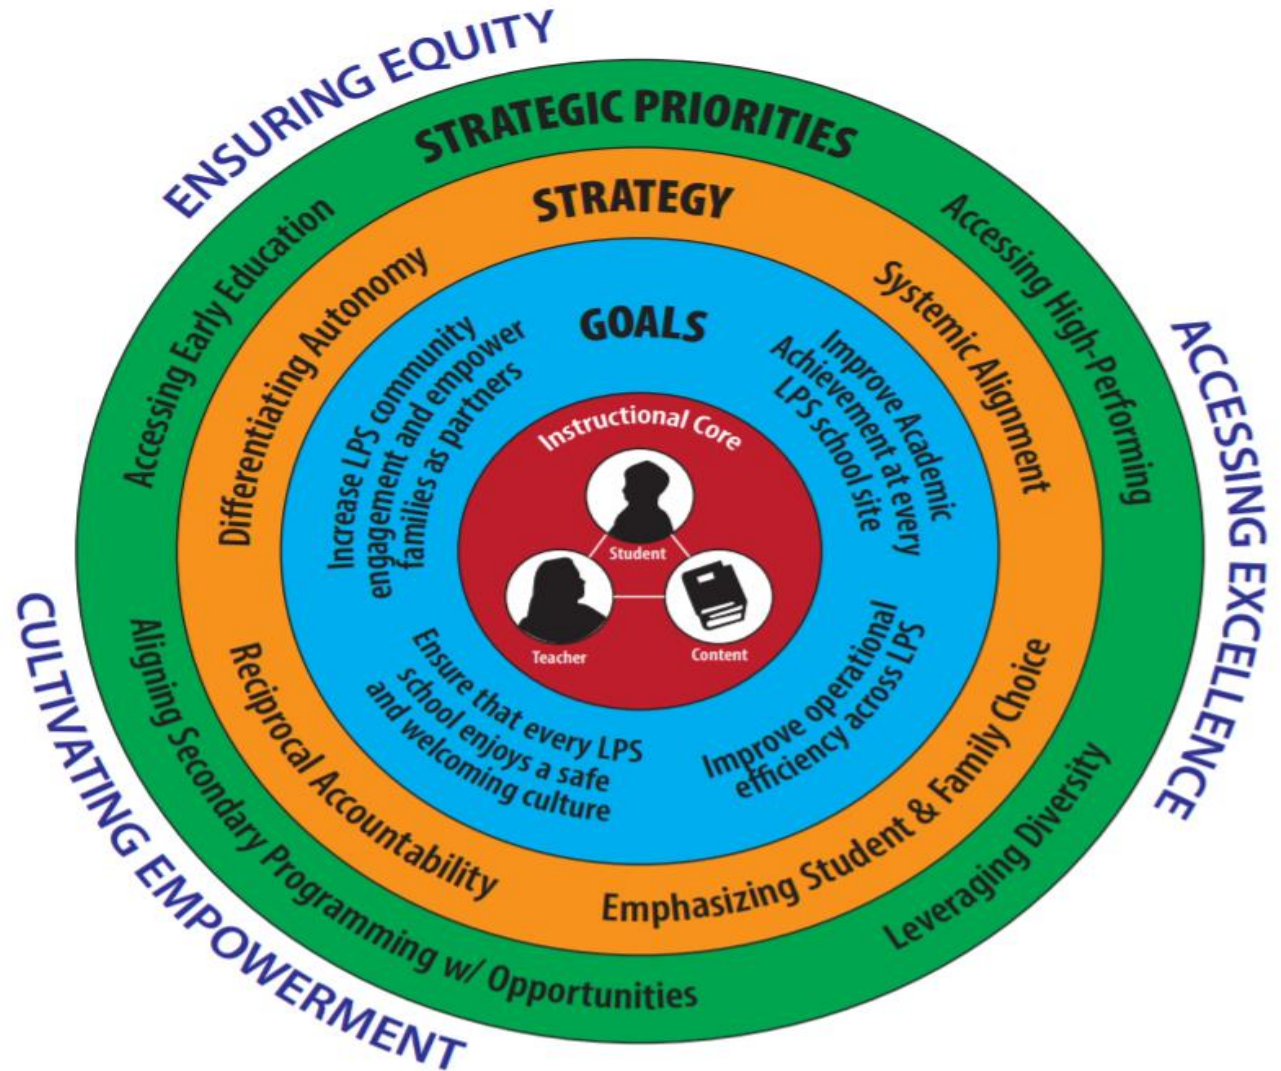 ENSURING EQUITY
ACCESSING EXCELLENCE
CULTIVATING EMPOWERMENT
STRATEGIC PRIORITIES
Accessing Early Education
Accessing High-Performing
Leveraging Diversity
Aligning Secondary Programming w/ Opportunities
STRATEGY
Differentiating Autonomy
Systemic Alignment
Emphasizing Student & Family Choice
Reciprocal Accountability
GOALS
Increase LPS community
engagement and empower
families as partners
Improve Academic
Achievement at every
LPS school site
Improve operational
efficiency across LPS
Ensure that every LPS
school enjoys a safe
and welcoming culture
Instructional Core
Student
Teacher
Content